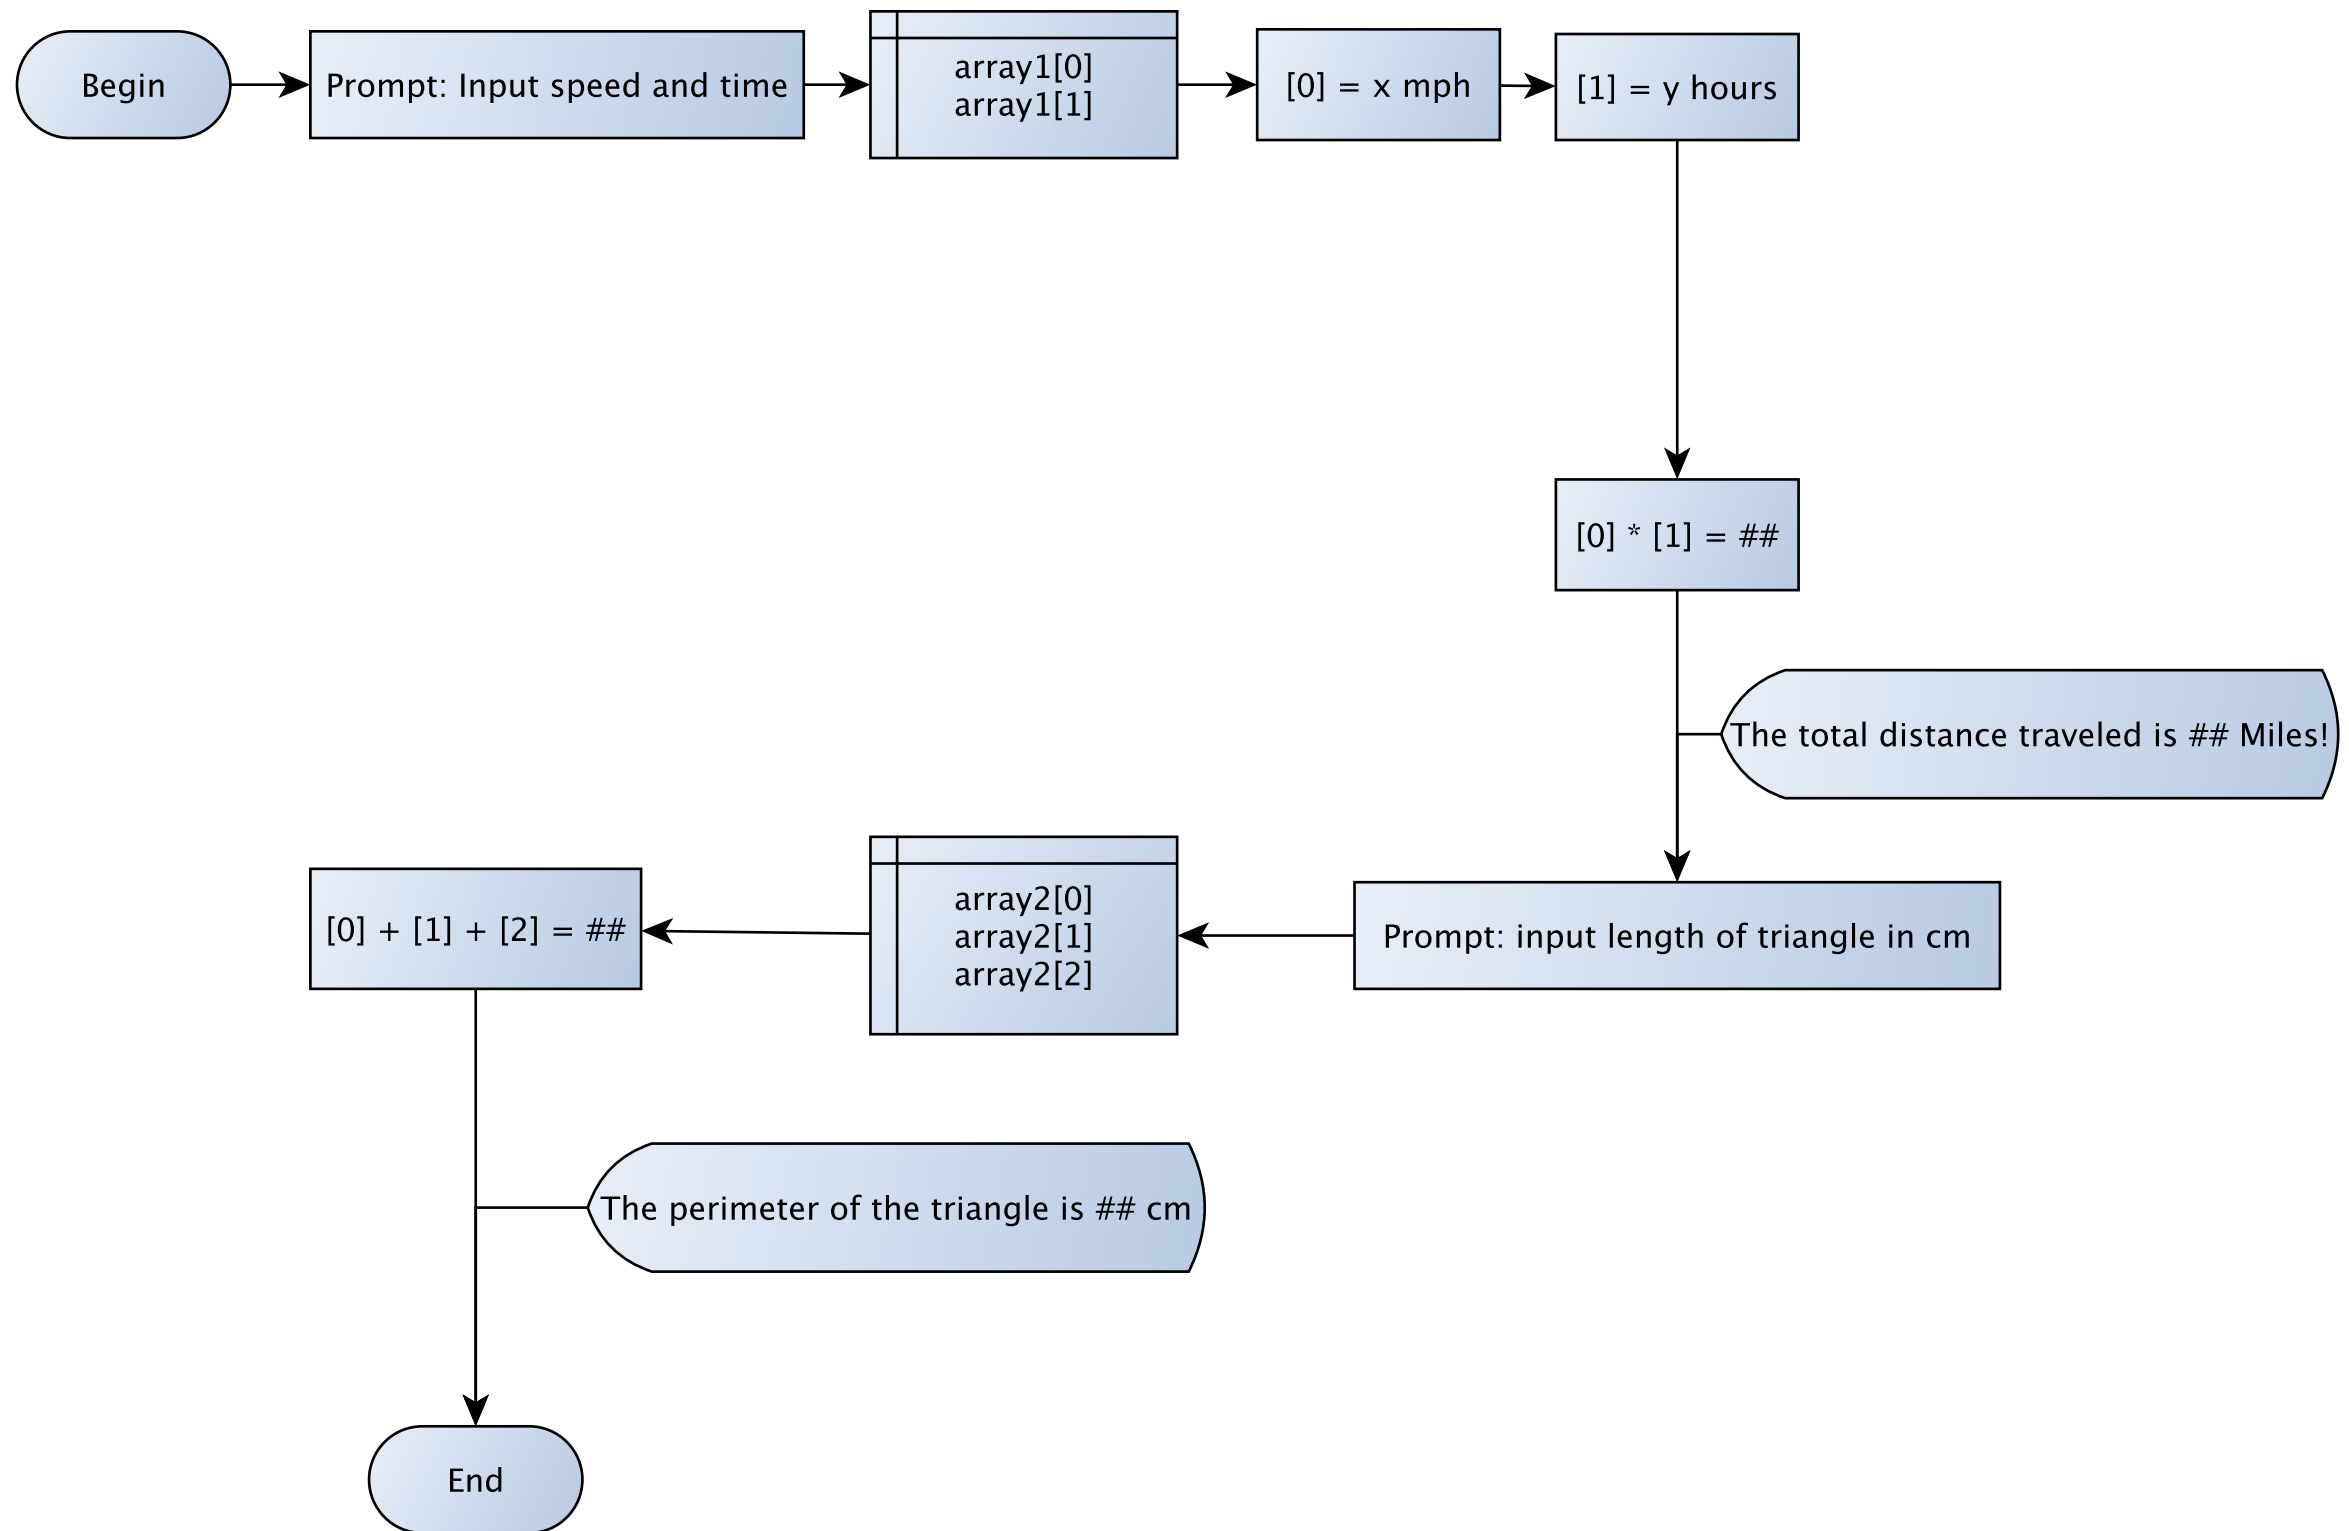 Begin
Prompt: Input speed and time
array1[0]
array1[1]
[0] = x mph
[1] = y hours
[0] * [1] = ##
The total distance traveled is ## Miles!
Prompt: input length of triangle in cm
array2[0]
array2[1]
array2[2]
[0] + [1] + [2] = ##
The perimeter of the triangle is ## cm
End